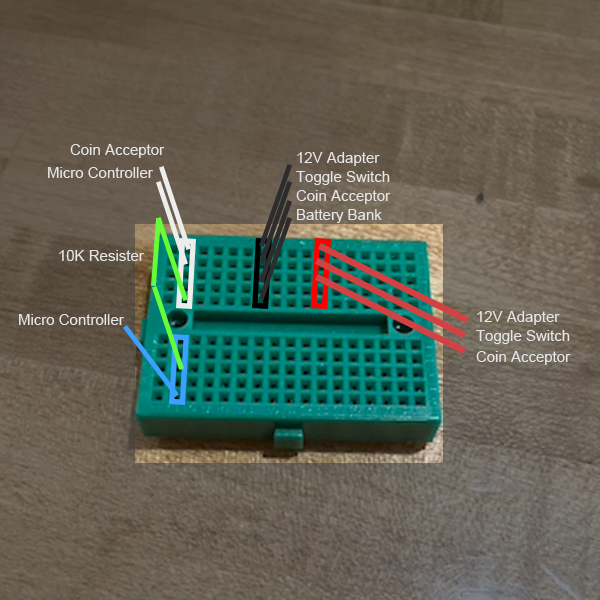 Coin Acceptor
Micro Controller
12V Adapter
Toggle Switch
Coin Acceptor
Battery Bank
10K Resister
Micro Controller
12V Adapter
Toggle Switch
Coin Acceptor